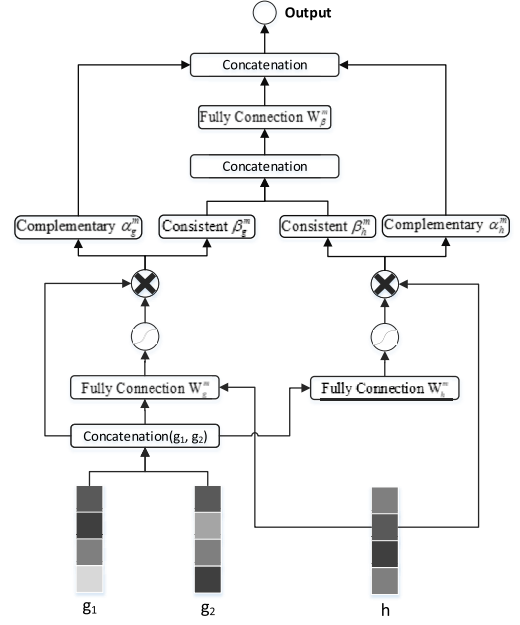 Output
Concatenation
Fully Connection W_β^m
Concatenation
Complementary α_g^m
Consistent β_g^m
Consistent β_h^m
Complementary α_h^m
Fully Connection W_g^m
Fully Connection W_h^m
Concatenation(g₁, g₂)
g₁
g₂
h